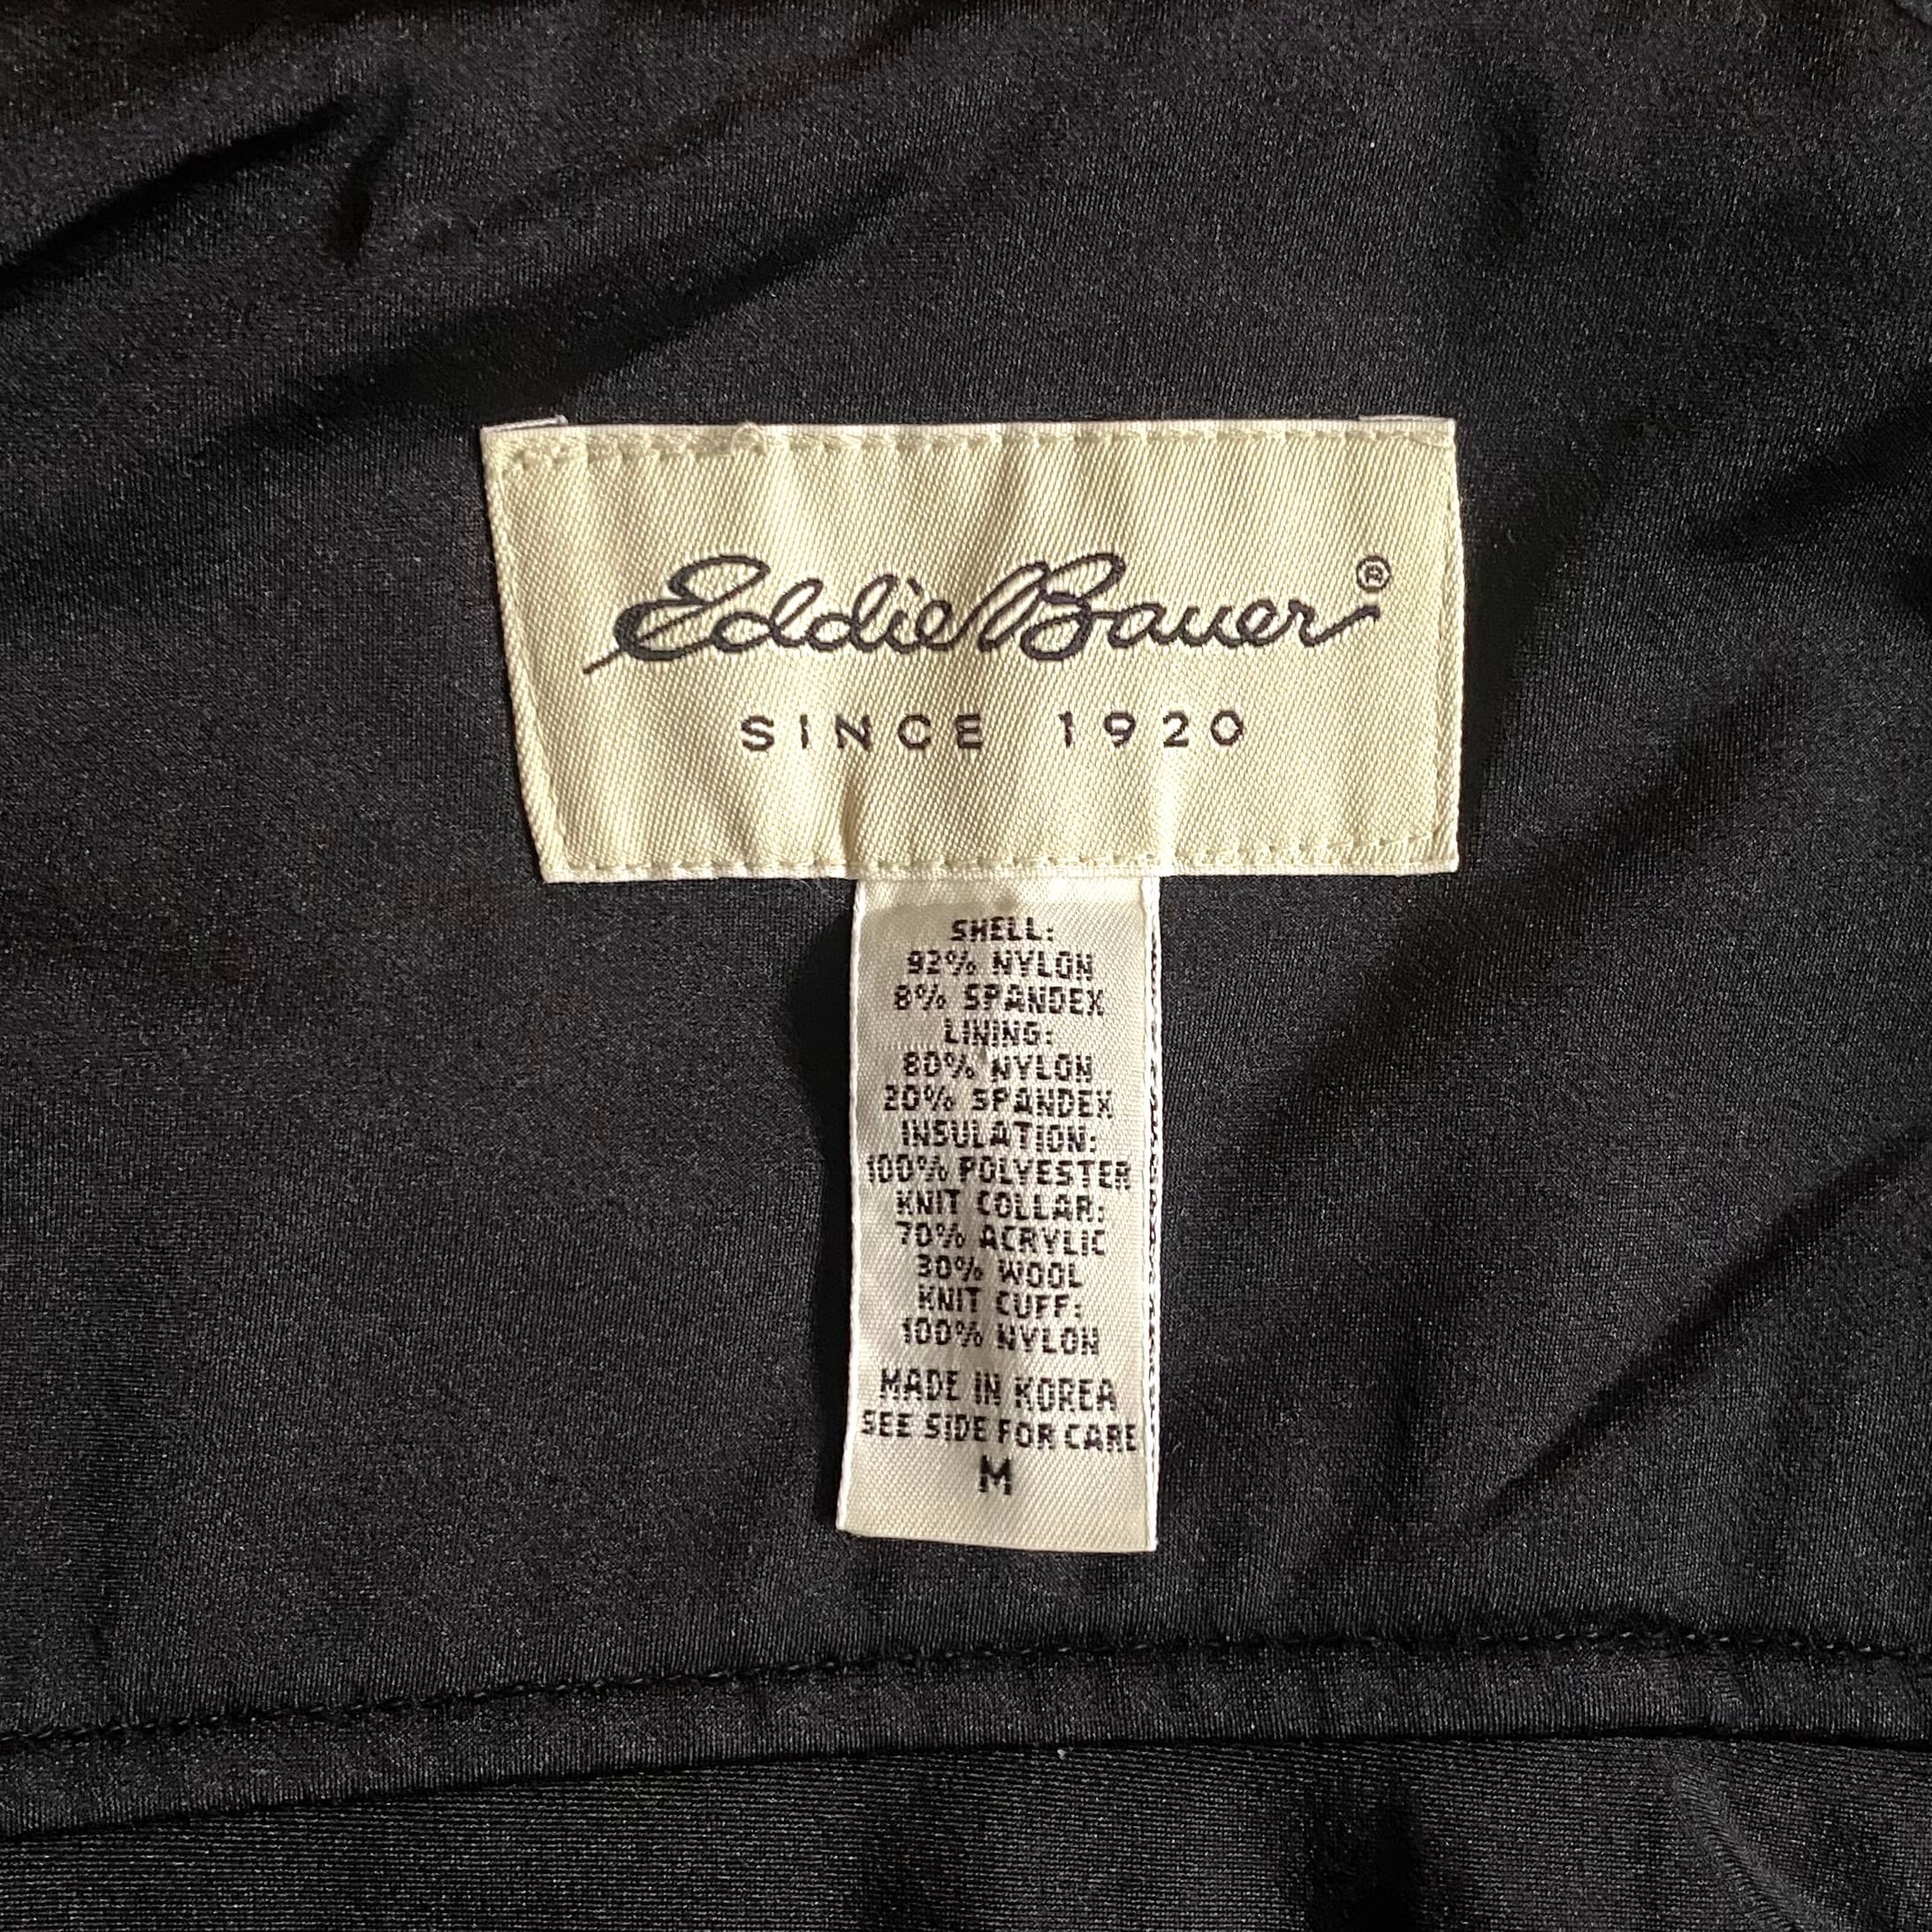 Eddie Bauer®
SINCE 1920
SHELL:
92% NYLON
8% SPANDEX
LINING:
80% NYLON
20% SPANDEX
INSULATION:
100% POLYESTER
KNIT COLLAR:
70% ACRYLIC
30% WOOL
KNIT CUFF:
100% NYLON
MADE IN KOREA
SEE SIDE FOR CARE
M